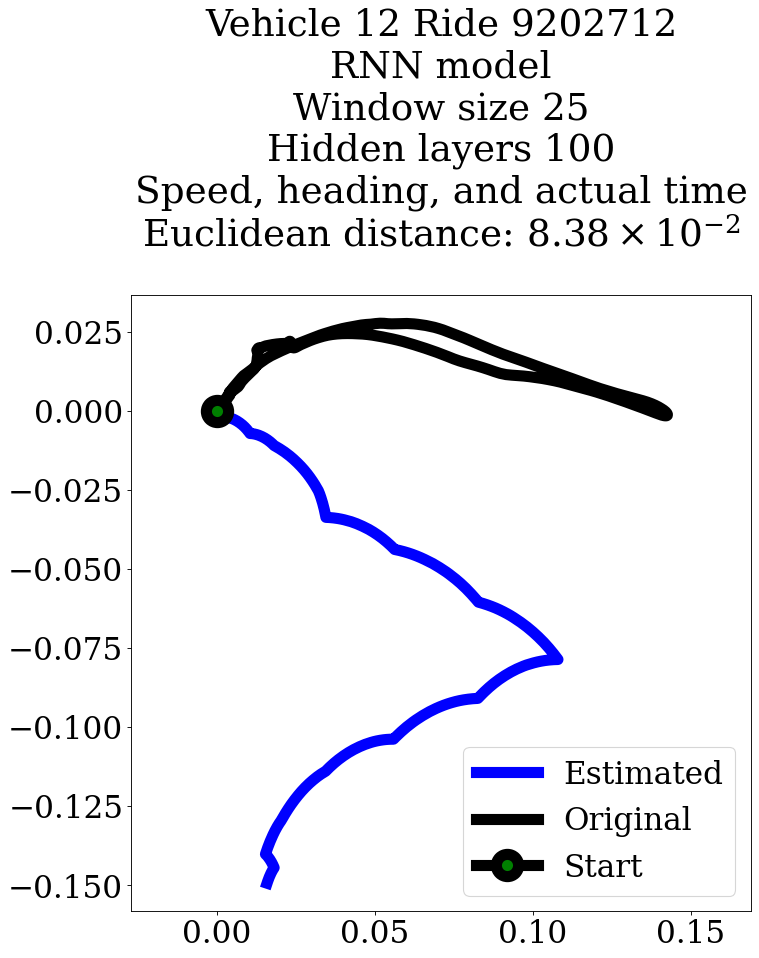 Vehicle 12 Ride 9202712
RNN model
Window size 25
Hidden layers 100
Speed, heading, and actual time
Euclidean distance: 8.38 × 10⁻²
0.025
0.000
−0.025
−0.050
−0.075
−0.100
−0.125
−0.150
Estimated
Original
Start
0.00 0.05 0.10 0.15